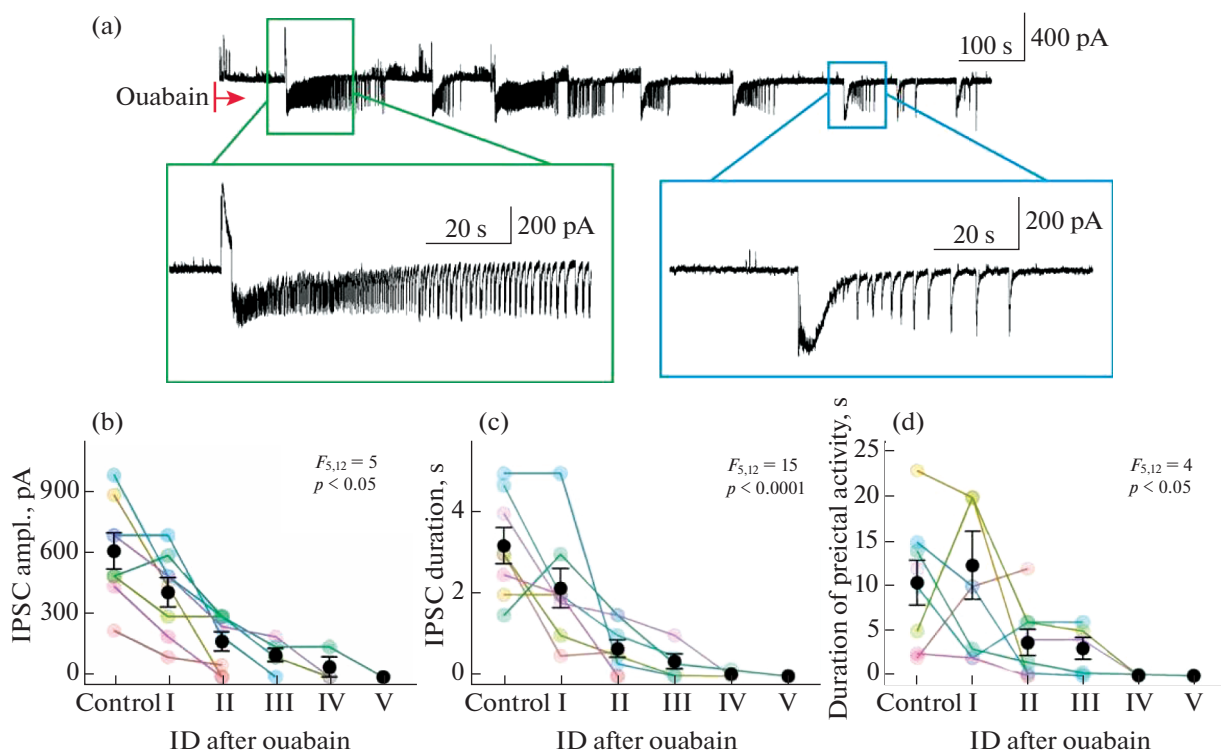 (a)
100 s
400 pA
Ouabain
20 s
200 pA
20 s
200 pA
(b)
IPSC ampl., pA
900
600
300
0
F5,12 = 5
p < 0.05
Control I II III IV V
ID after ouabain
(c)
IPSC duration, s
4
2
0
F5,12 = 15
p < 0.0001
Control I II III IV V
ID after ouabain
(d)
Duration of preictal activity, s
25
20
15
10
5
0
F5,12 = 4
p < 0.05
Control I II III IV V
ID after ouabain